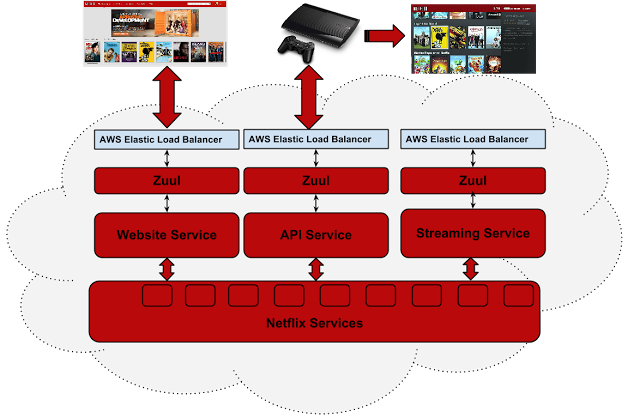 DEVELOPMENT
AWS Elastic Load Balancer
AWS Elastic Load Balancer
AWS Elastic Load Balancer
Zuul
Zuul
Zuul
Website Service
API Service
Streaming Service
Netflix Services